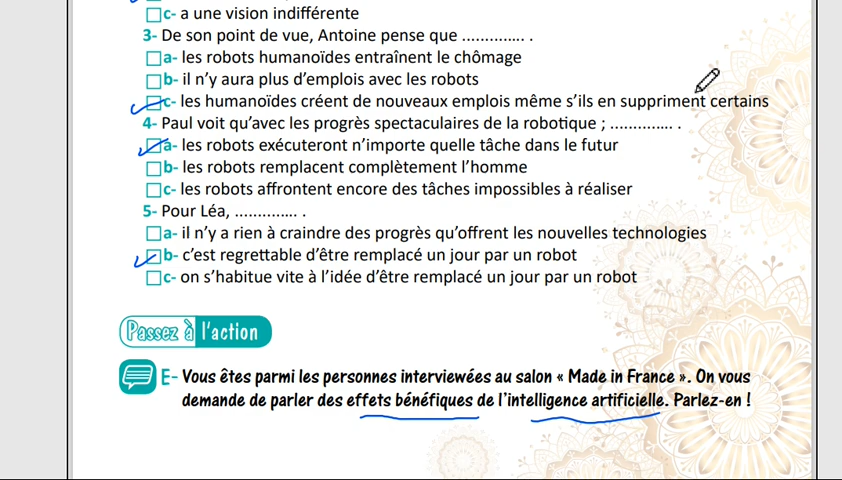 c- a une vision indifférente
3- De son point de vue, Antoine pense que .............. .
a- les robots humanoïdes entraînent le chômage
b- il n'y aura plus d'emplois avec les robots
c- les humanoïdes créent de nouveaux emplois même s'ils en suppriment certains
4- Paul voit qu'avec les progrès spectaculaires de la robotique ; .............. .
a- les robots exécuteront n'importe quelle tâche dans le futur
b- les robots remplacent complètement l'homme
c- les robots affrontent encore des tâches impossibles à réaliser
5- Pour Léa, .............. .
a- il n'y a rien à craindre des progrès qu'offrent les nouvelles technologies
b- c'est regrettable d'être remplacé un jour par un robot
c- on s'habitue vite à l'idée d'être remplacé un jour par un robot
Passez à l'action
E- Vous êtes parmi les personnes interviewées au salon « Made in France ». On vous
demande de parler des effets bénéfiques de l'intelligence artificielle. Parlez-en !